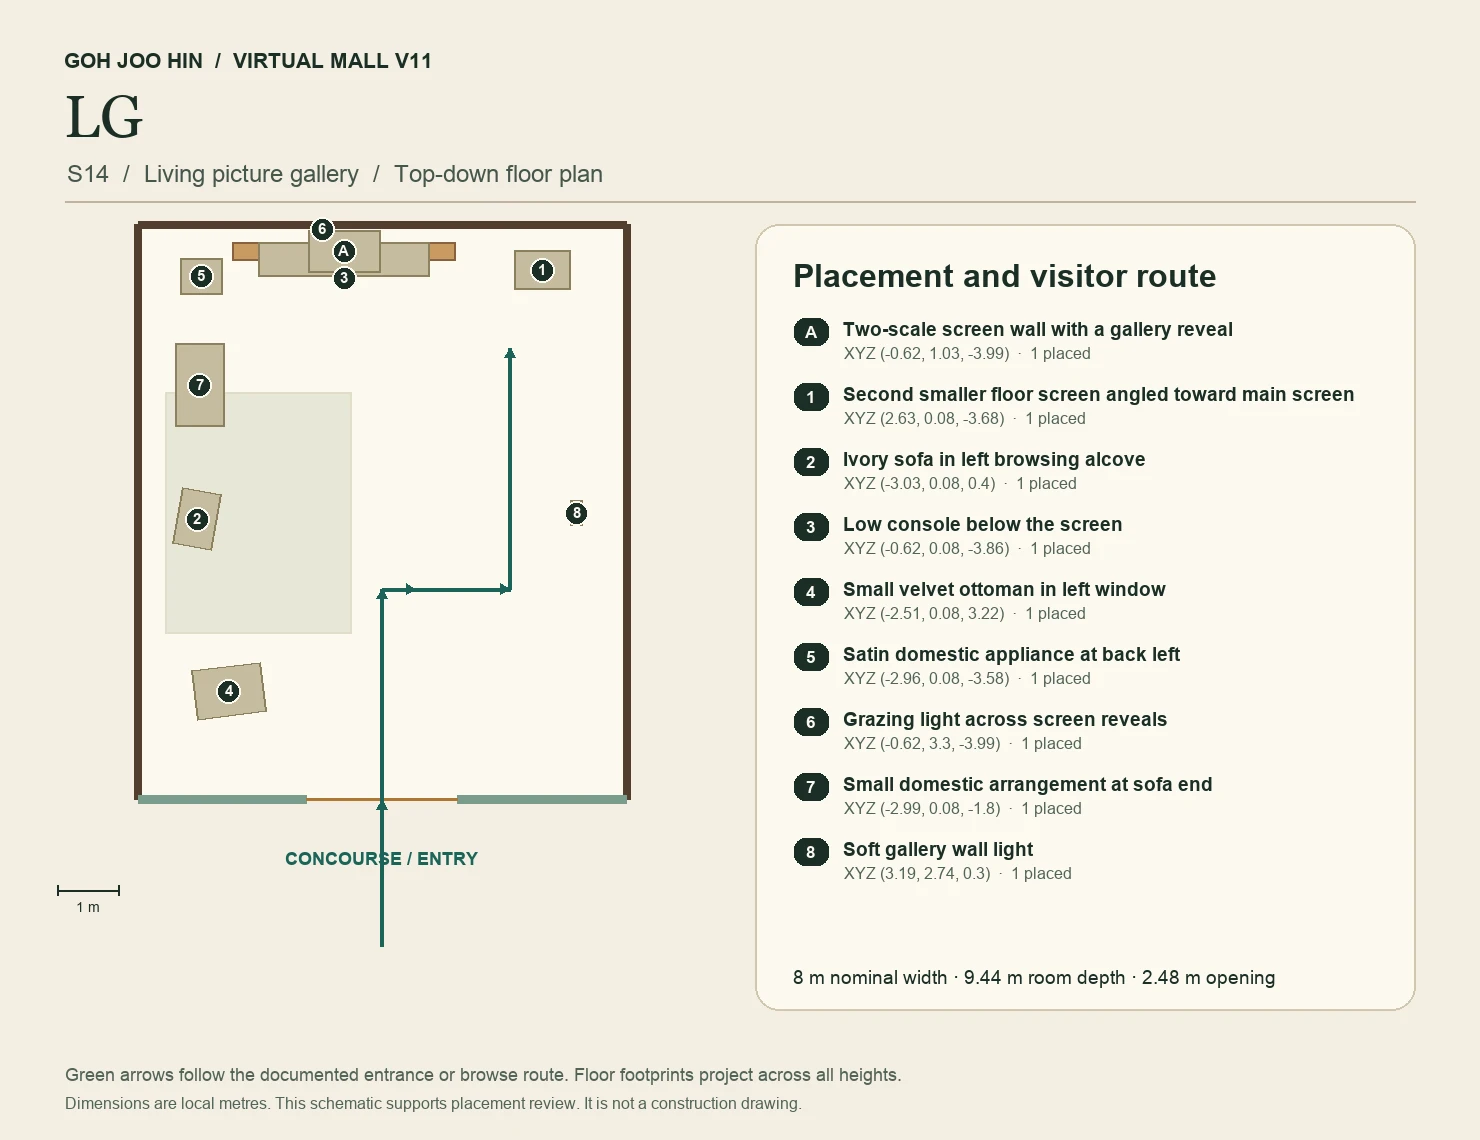 GOH JOO HIN / VIRTUAL MALL V11
LG
S14 / Living picture gallery / Top-down floor plan
6
A
3
5
1
7
2
8
4
CONCOURSE / ENTRY
1 m
Placement and visitor route
A Two-scale screen wall with a gallery reveal
XYZ (-0.62, 1.03, -3.99) · 1 placed
1 Second smaller floor screen angled toward main screen
XYZ (2.63, 0.08, -3.68) · 1 placed
2 Ivory sofa in left browsing alcove
XYZ (-3.03, 0.08, 0.4) · 1 placed
3 Low console below the screen
XYZ (-0.62, 0.08, -3.86) · 1 placed
4 Small velvet ottoman in left window
XYZ (-2.51, 0.08, 3.22) · 1 placed
5 Satin domestic appliance at back left
XYZ (-2.96, 0.08, -3.58) · 1 placed
6 Grazing light across screen reveals
XYZ (-0.62, 3.3, -3.99) · 1 placed
7 Small domestic arrangement at sofa end
XYZ (-2.99, 0.08, -1.8) · 1 placed
8 Soft gallery wall light
XYZ (3.19, 2.74, 0.3) · 1 placed
8 m nominal width · 9.44 m room depth · 2.48 m opening
Green arrows follow the documented entrance or browse route. Floor footprints project across all heights.
Dimensions are local metres. This schematic supports placement review. It is not a construction drawing.